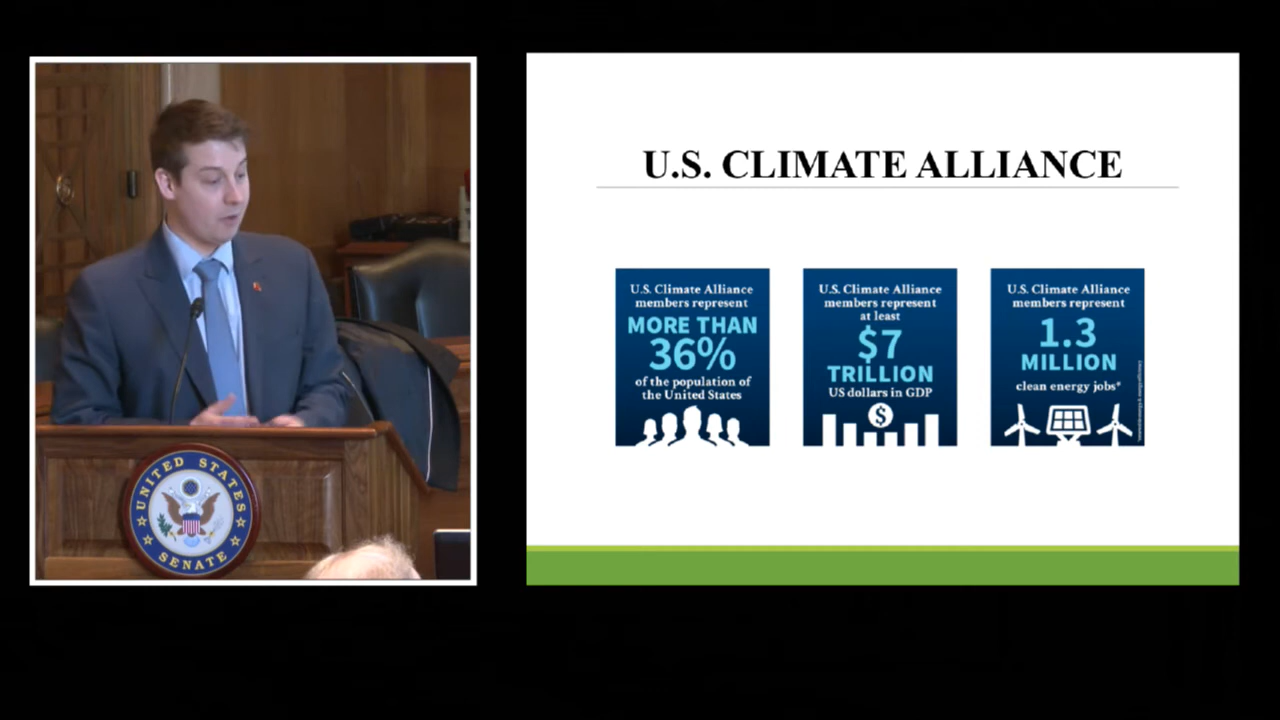 UNITED STATES
SENATE
U.S. CLIMATE ALLIANCE
U.S. Climate Alliance
members represent
MORE THAN
36%
of the population of
the United States
U.S. Climate Alliance
members represent
at least
$7
TRILLION
US dollars in GDP
$
U.S. Climate Alliance
members represent
1.3
MILLION
clean energy jobs*